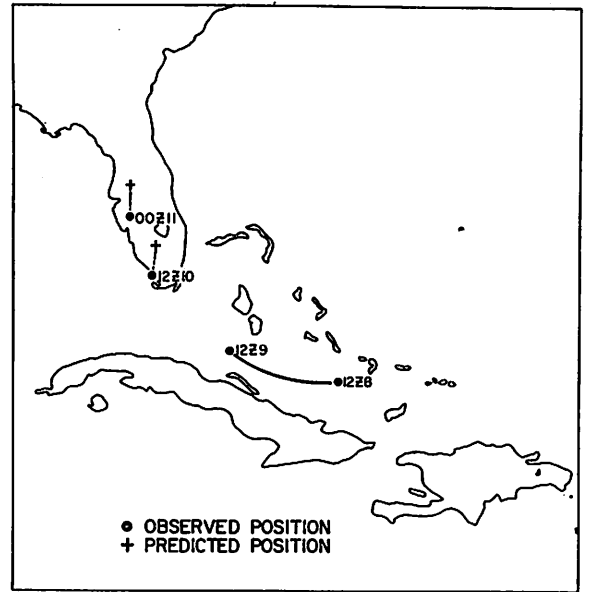 00Z11
12Z10
12Z9
12Z8
OBSERVED POSITION
PREDICTED POSITION